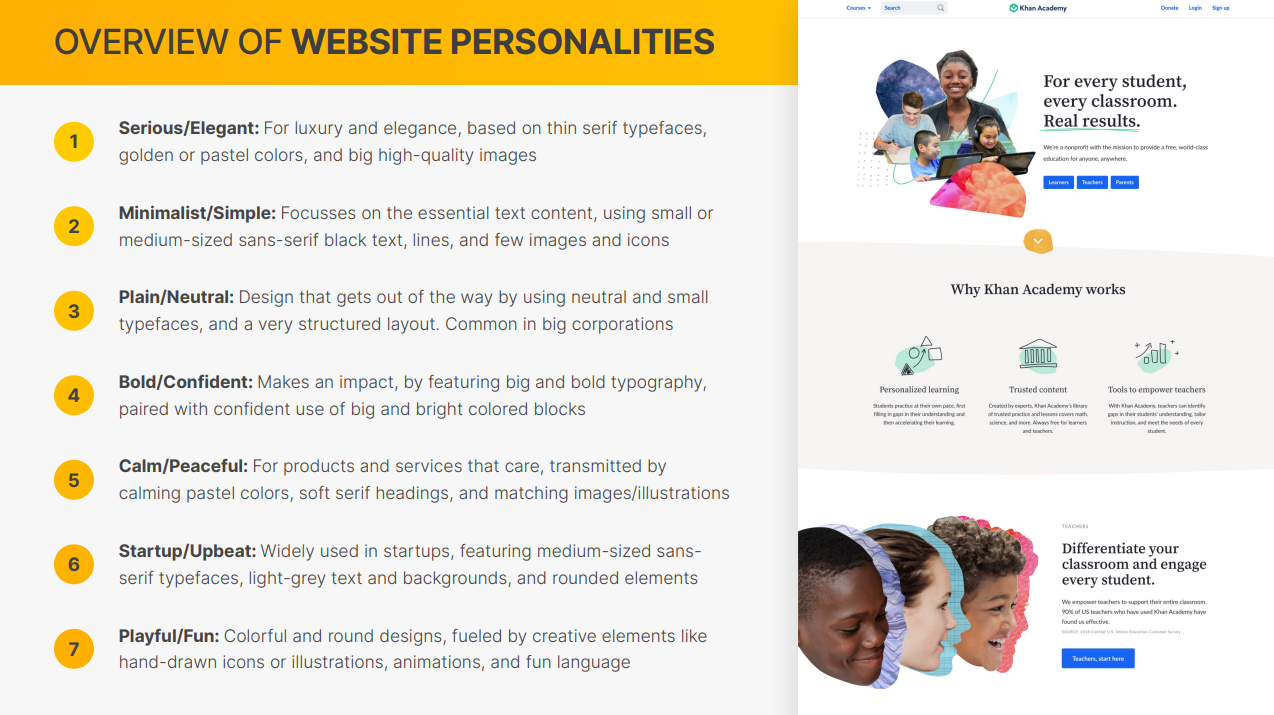 OVERVIEW OF WEBSITE PERSONALITIES
1
Serious/Elegant: For luxury and elegance, based on thin serif typefaces,
golden or pastel colors, and big high-quality images
2
Minimalist/Simple: Focusses on the essential text content, using small or
medium-sized sans-serif black text, lines, and few images and icons
3
Plain/Neutral: Design that gets out of the way by using neutral and small
typefaces, and a very structured layout. Common in big corporations
4
Bold/Confident: Makes an impact, by featuring big and bold typography,
paired with confident use of big and bright colored blocks
5
Calm/Peaceful: For products and services that care, transmitted by
calming pastel colors, soft serif headings, and matching images/illustrations
6
Startup/Upbeat: Widely used in startups, featuring medium-sized sans-
serif typefaces, light-grey text and backgrounds, and rounded elements
7
Playful/Fun: Colorful and round designs, fueled by creative elements like
hand-drawn icons or illustrations, animations, and fun language
Courses
Search
Khan Academy
Donate
Login
Sign up
For every student,
every classroom.
Real results.
We're a nonprofit with the mission to provide a free, world-class
education for anyone, anywhere.
Learners
Teachers
Parents
Why Khan Academy works
Personalized learning
Students practice at their own pace, first
filling in gaps in their understanding and
then accelerating their learning.
Trusted content
Created by experts, Khan Academy's library
of trusted practice and lessons covers math,
science, and more. Always free for learners
and teachers.
Tools to empower teachers
With Khan Academy, teachers can identify
gaps in their students' understanding, tailor
instruction, and meet the needs of every
student.
TEACHERS
Differentiate your
classroom and engage
every student.
We empower teachers to support their entire classroom.
90% of US teachers who have used Khan Academy have
found us effective.
SOURCE: 2018 YouGov U.S. Online Education Customer Survey
Teachers, start here